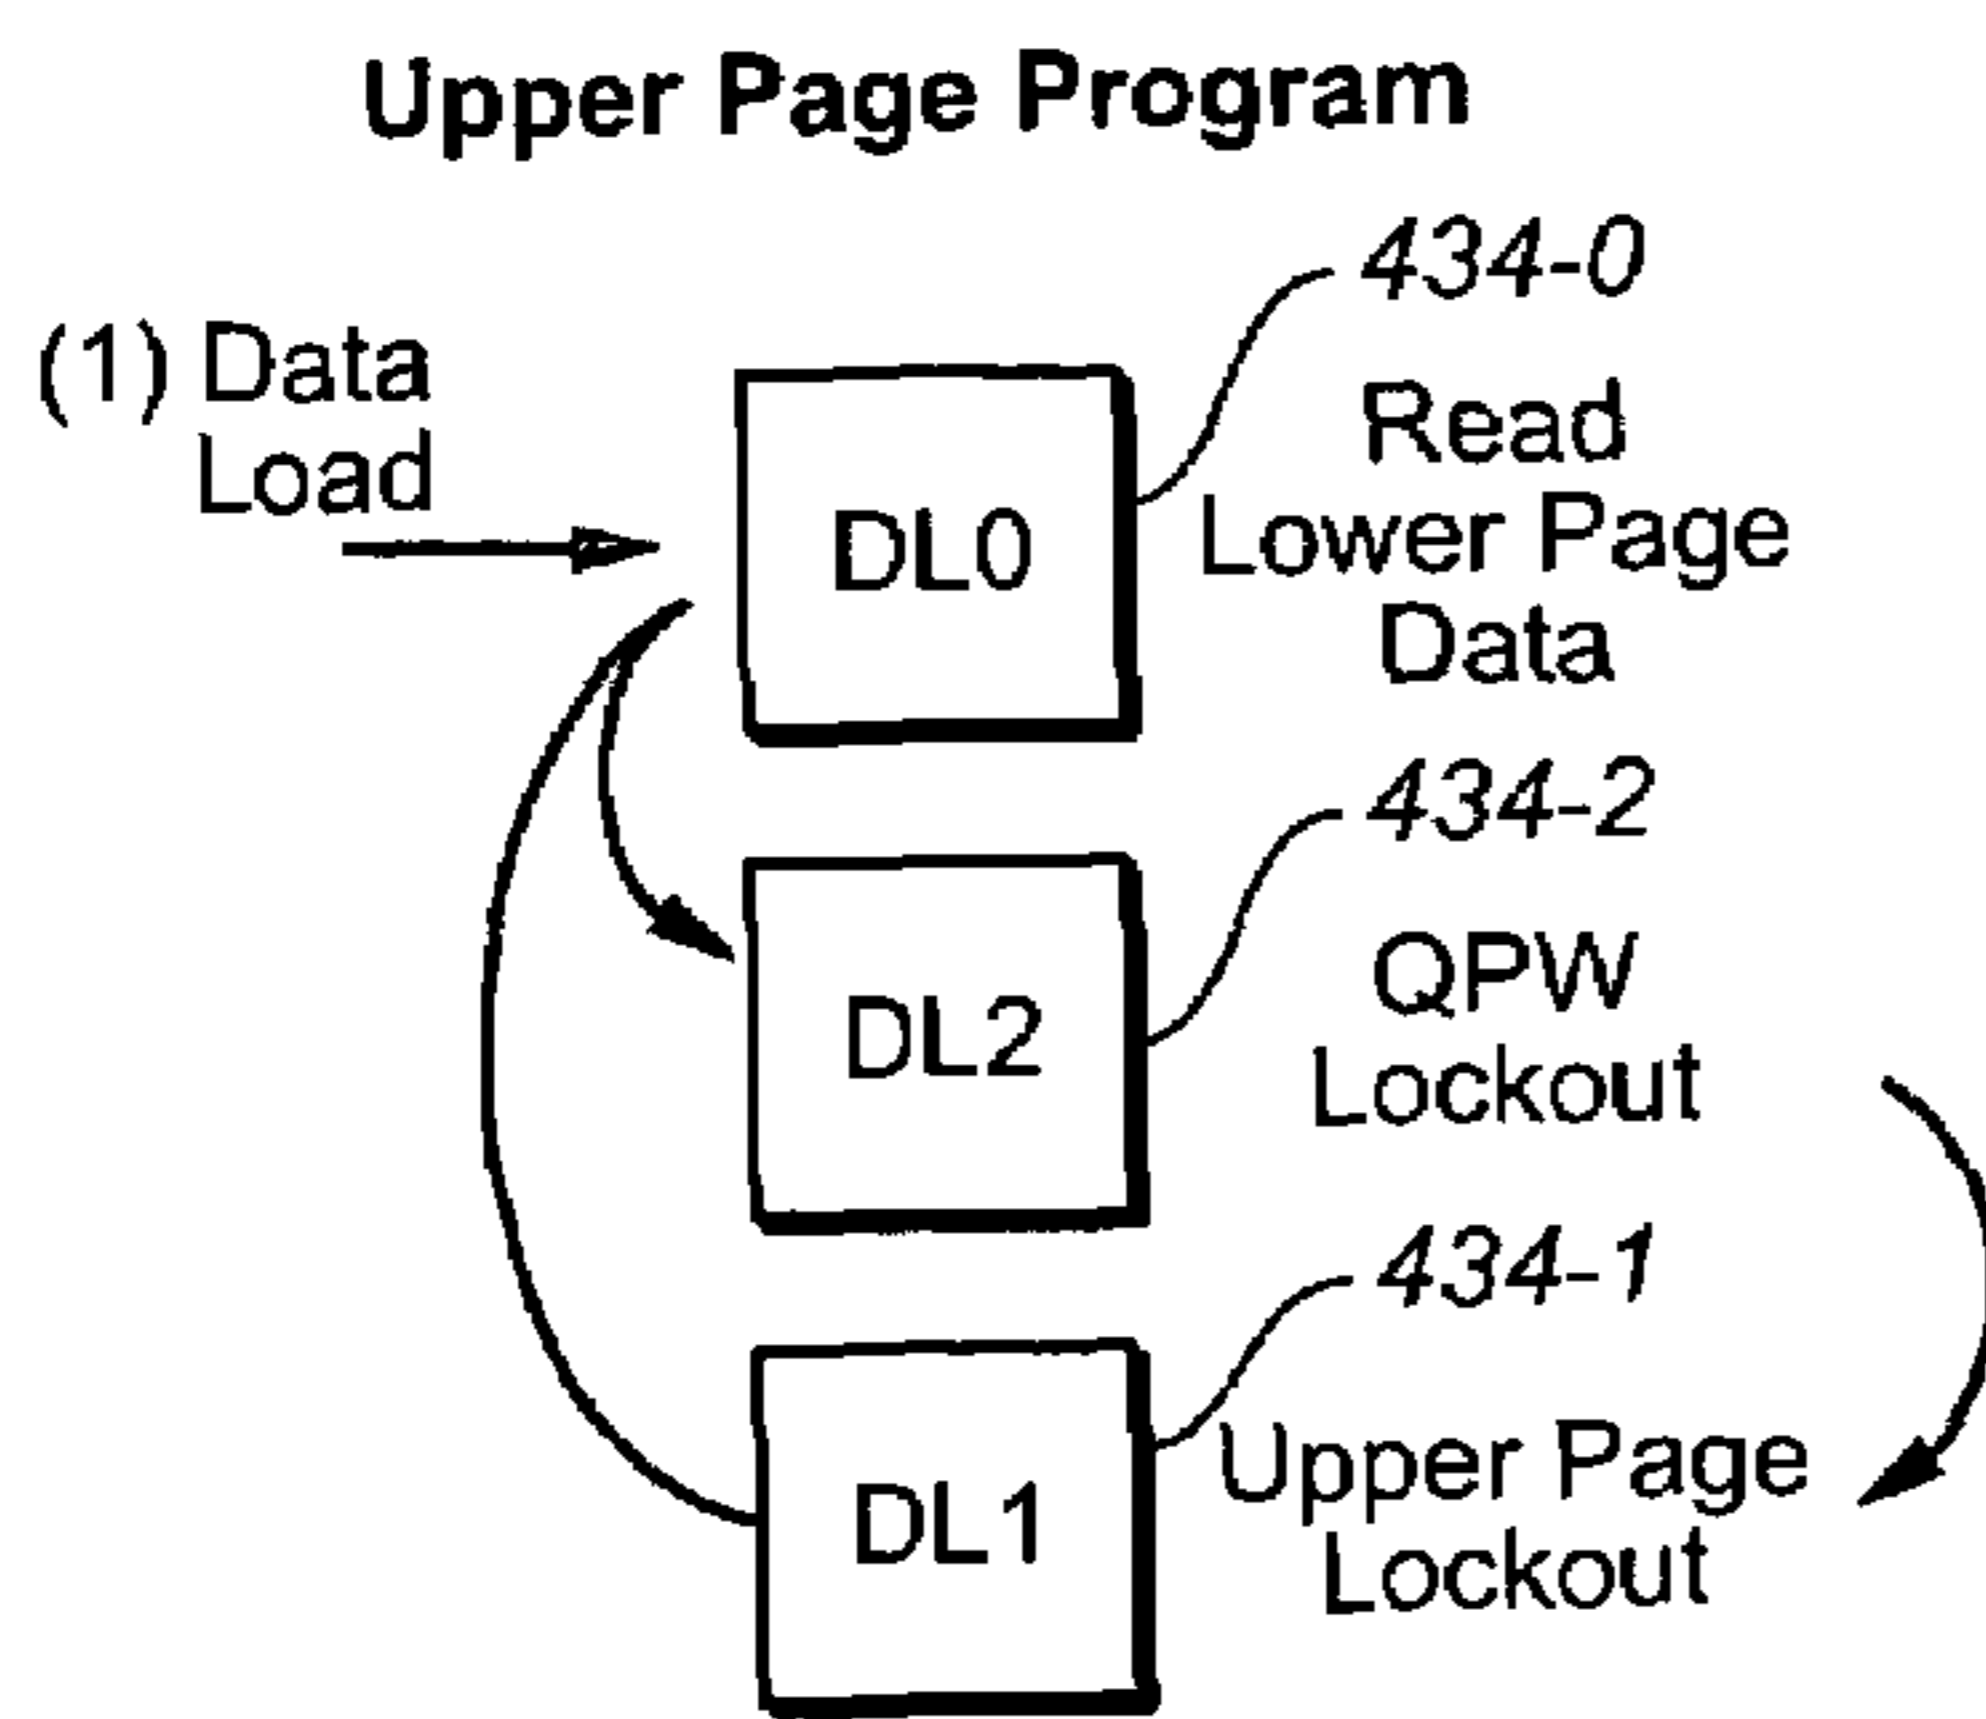 Upper Page Program
434-0
(1) Data
Load
DL0
Read
Lower Page
Data
434-2
DL2
QPW
Lockout
434-1
DL1
Upper Page
Lockout